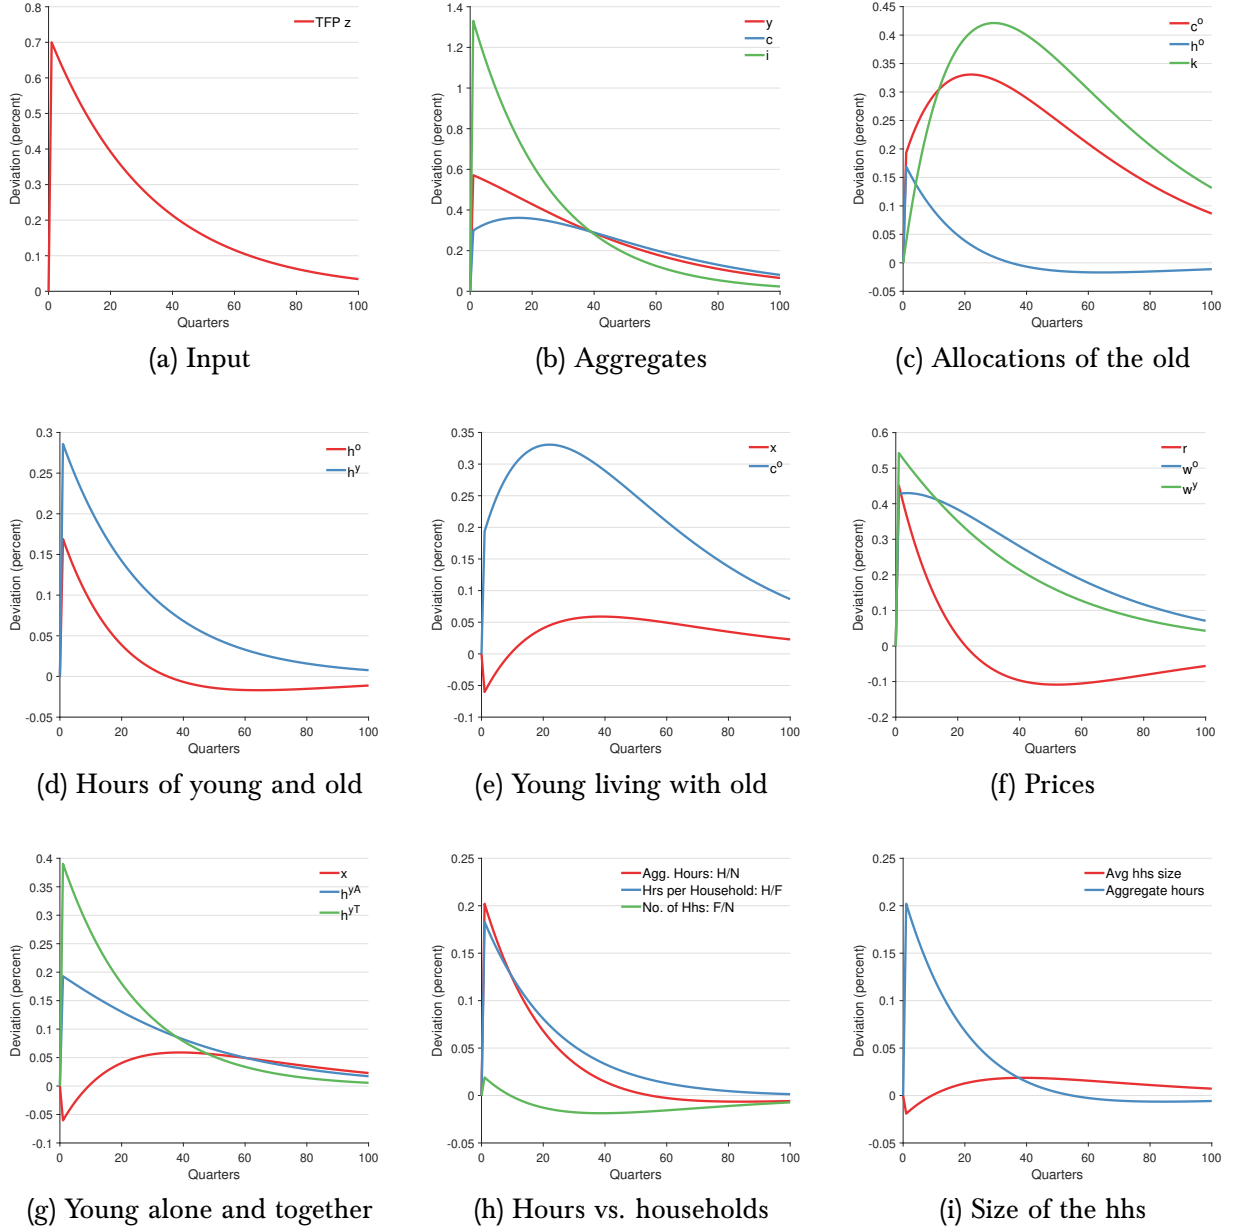 TFP z
0.8
0.7
0.6
0.5
0.4
0.3
0.2
0.1
0
0 20 40 60 80 100
Deviation (percent)
Quarters
(a) Input
y
c
i
1.4
1.2
1
0.8
0.6
0.4
0.2
0
0 20 40 60 80 100
Deviation (percent)
Quarters
(b) Aggregates
c^o
h^o
k
0.45
0.4
0.35
0.3
0.25
0.2
0.15
0.1
0.05
0
-0.05
0 20 40 60 80 100
Deviation (percent)
Quarters
(c) Allocations of the old
h^o
h^y
0.3
0.25
0.2
0.15
0.1
0.05
0
-0.05
0 20 40 60 80 100
Deviation (percent)
Quarters
(d) Hours of young and old
x
c^o
0.35
0.3
0.25
0.2
0.15
0.1
0.05
0
-0.05
-0.1
0 20 40 60 80 100
Deviation (percent)
Quarters
(e) Young living with old
r
w^o
w^y
0.6
0.5
0.4
0.3
0.2
0.1
0
-0.1
-0.2
0 20 40 60 80 100
Deviation (percent)
Quarters
(f) Prices
x
h^yA
h^yT
0.4
0.35
0.3
0.25
0.2
0.15
0.1
0.05
0
-0.05
-0.1
0 20 40 60 80 100
Deviation (percent)
Quarters
(g) Young alone and together
Agg. Hours: H/N
Hrs per Household: H/F
No. of Hhs: F/N
0.25
0.2
0.15
0.1
0.05
0
-0.05
0 20 40 60 80 100
Deviation (percent)
Quarters
(h) Hours vs. households
Avg hhs size
Aggregate hours
0.25
0.2
0.15
0.1
0.05
0
-0.05
0 20 40 60 80 100
Deviation (percent)
Quarters
(i) Size of the hhs